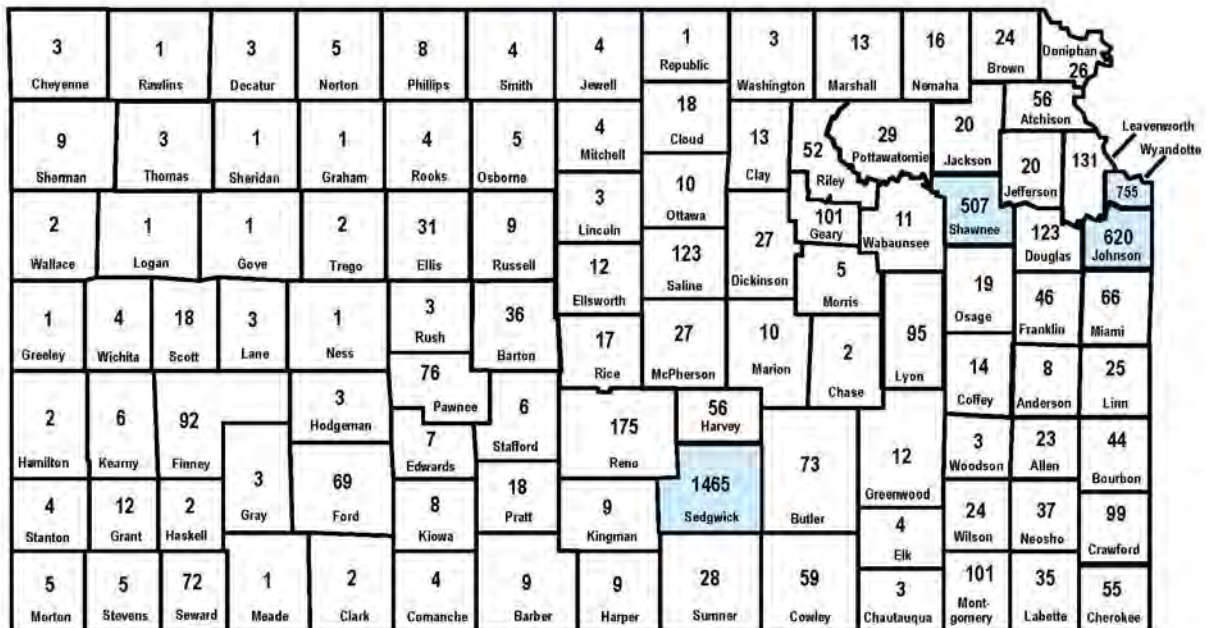 3
Cheyenne
1
Rawlins
3
Decatur
5
Norton
8
Phillips
4
Smith
4
Jewell
1
Republic
3
Washington
13
Marshall
16
Nemaha
24
Brown
Doniphan
26
9
Sherman
3
Thomas
1
Sheridan
1
Graham
4
Rooks
5
Osborne
4
Mitchell
18
Cloud
13
Clay
52
Riley
29
Pottawatomie
20
Jackson
56
Atchison
20
Jefferson
131
Leavenworth
Wyandotte
755
2
Wallace
1
Logan
1
Gove
2
Trego
31
Ellis
9
Russell
3
Lincoln
10
Ottawa
12
Ellsworth
123
Saline
27
Dickinson
101
Geary
11
Wabaunsee
507
Shawnee
123
Douglas
620
Johnson
5
Morris
1
Greeley
4
Wichita
18
Scott
3
Lane
1
Ness
3
Rush
36
Barton
17
Rice
27
McPherson
10
Marion
2
Chase
95
Lyon
19
Osage
46
Franklin
66
Miami
2
Hamilton
6
Kearny
92
Finney
3
Hodgeman
76
Pawnee
6
Stafford
175
Reno
56
Harvey
14
Coffey
8
Anderson
25
Linn
3
Gray
69
Ford
7
Edwards
18
Pratt
1465
Sedgwick
73
Butler
12
Greenwood
3
Woodson
23
Allen
44
Bourbon
4
Stanton
12
Grant
2
Haskell
8
Kiowa
9
Kingman
4
Elk
24
Wilson
37
Neosho
99
Crawford
5
Morton
5
Stevens
72
Seward
1
Meade
2
Clark
4
Comanche
9
Barber
9
Harper
28
Sumner
59
Cowley
3
Chautauqua
101
Mont-
gomery
35
Labette
55
Cherokee